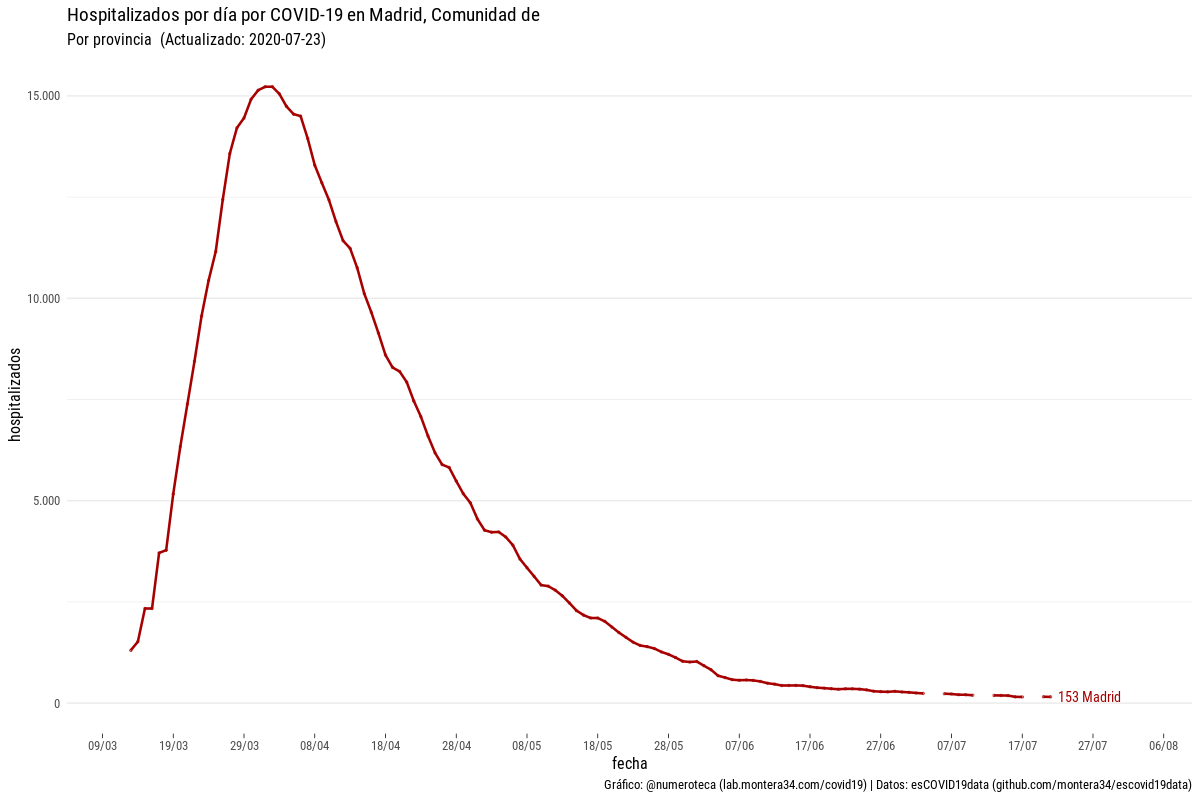 Hospitalizados por día por COVID-19 en Madrid, Comunidad de
Por provincia (Actualizado: 2020-07-23)
15.000
10.000
5.000
0
hospitalizados
153 Madrid
09/03 19/03 29/03 08/04 18/04 28/04 08/05 18/05 28/05 07/06 17/06 27/06 07/07 17/07 27/07 06/08
fecha
Gráfico: @numeroteca (lab.montera34.com/covid19) | Datos: esCOVID19data (github.com/montera34/escovid19data)